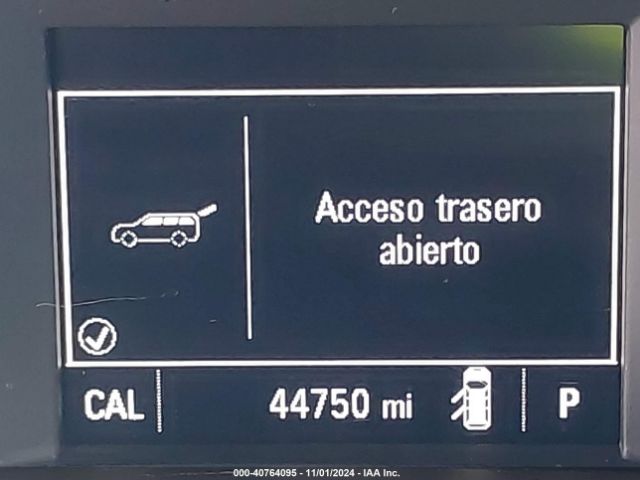 Acceso trasero
abierto
CAL 44750 mi P
000-40764095 - 11/01/2024 - IAA Inc.